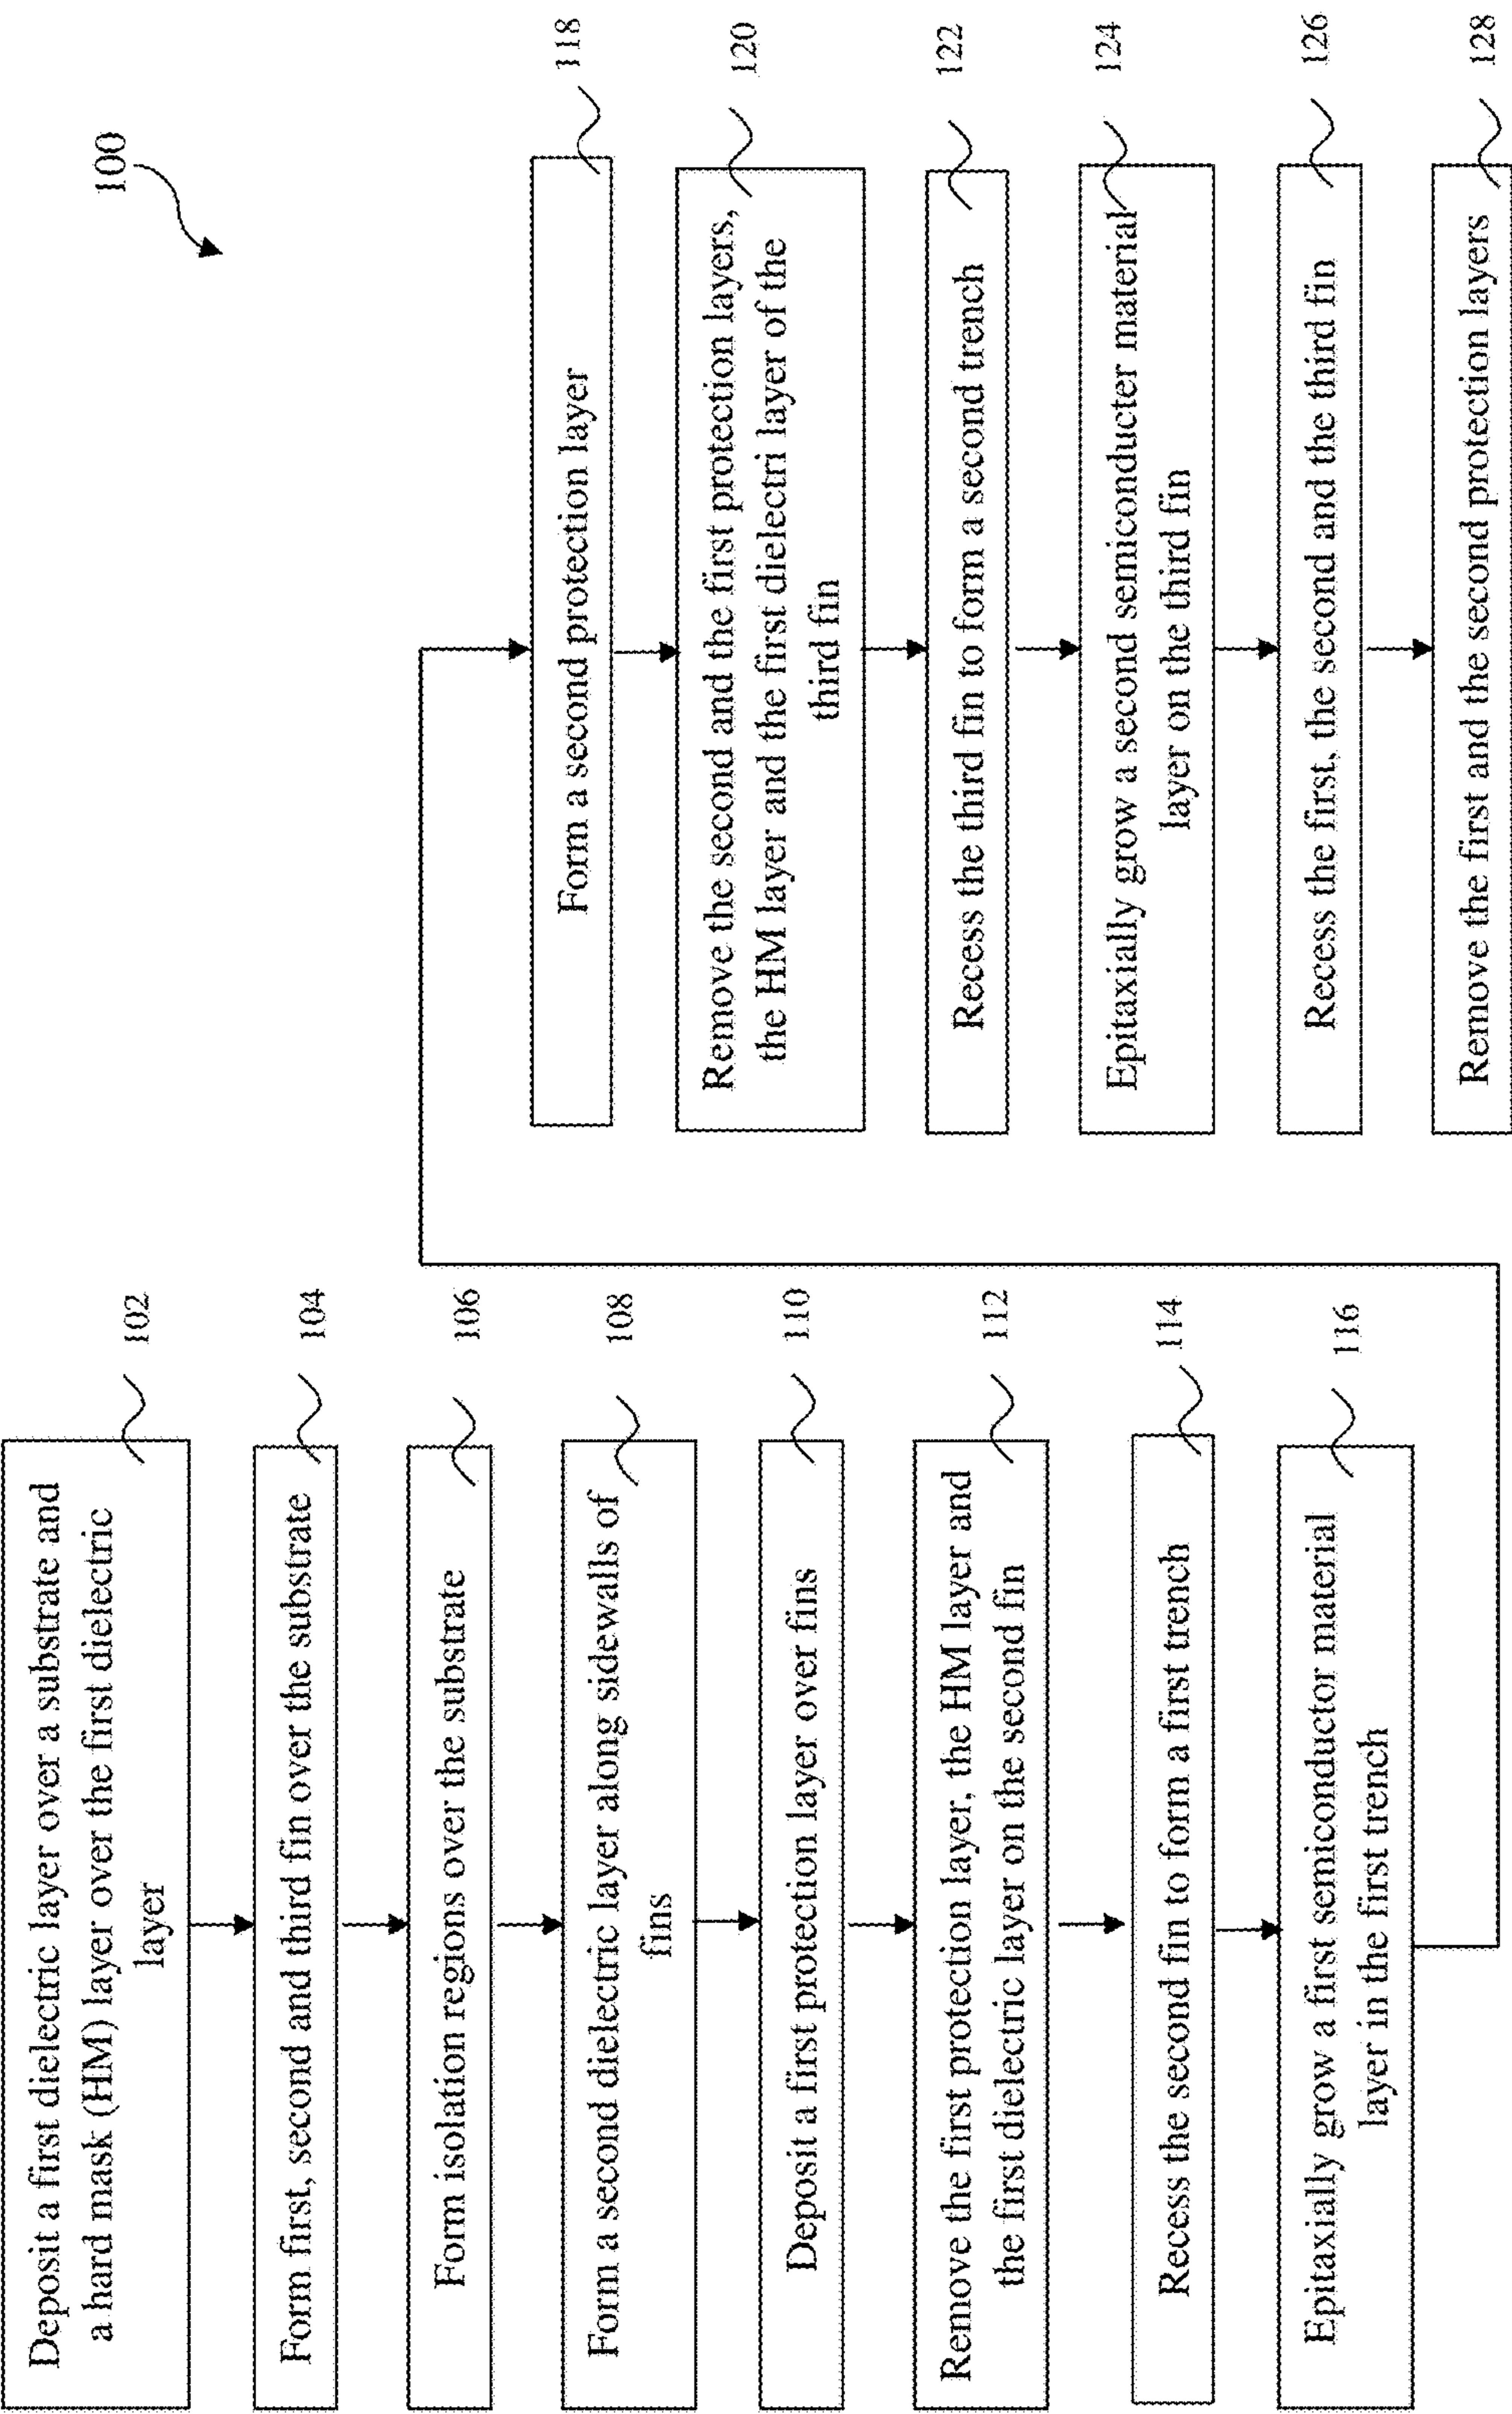 100
Deposit a first dielectric layer over a substrate and
a hard mask (HM) layer over the first dielectric
layer
102
Form first, second and third fin over the substrate
104
Form isolation regions over the substrate
106
Form a second dielectric layer along sidewalls of
fins
108
Deposit a first protection layer over fins
110
Remove the first protection layer, the HM layer and
the first dielectric layer on the second fin
112
Recess the second fin to form a first trench
114
Epitaxially grow a first semiconductor material
layer in the first trench
116
Form a second protection layer
118
Remove the second and the first protection layers,
the HM layer and the first dielectri layer of the
third fin
120
Recess the third fin to form a second trench
122
Epitaxially grow a second semiconducter material
layer on the third fin
124
Recess the first, the second and the third fin
126
Remove the first and the second protection layers
128